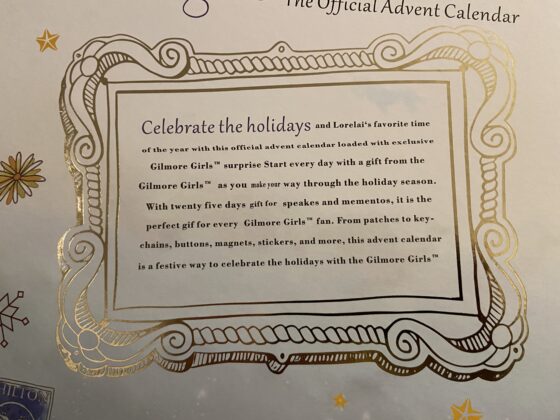 The Official Advent Calendar
Celebrate the holidays and Lorelai's favorite time
of the year with this official advent calendar loaded with exclusive
Gilmore Girls™ surprise Start every day with a gift from the
Gilmore Girls™ as you make your way through the holiday season.
With twenty five days gift for speakes and mementos, it is the
perfect gif for every Gilmore Girls™ fan. From patches to key-
chains, buttons, magnets, stickers, and more, this advent calendar
is a festive way to celebrate the holidays with the Gilmore Girls™